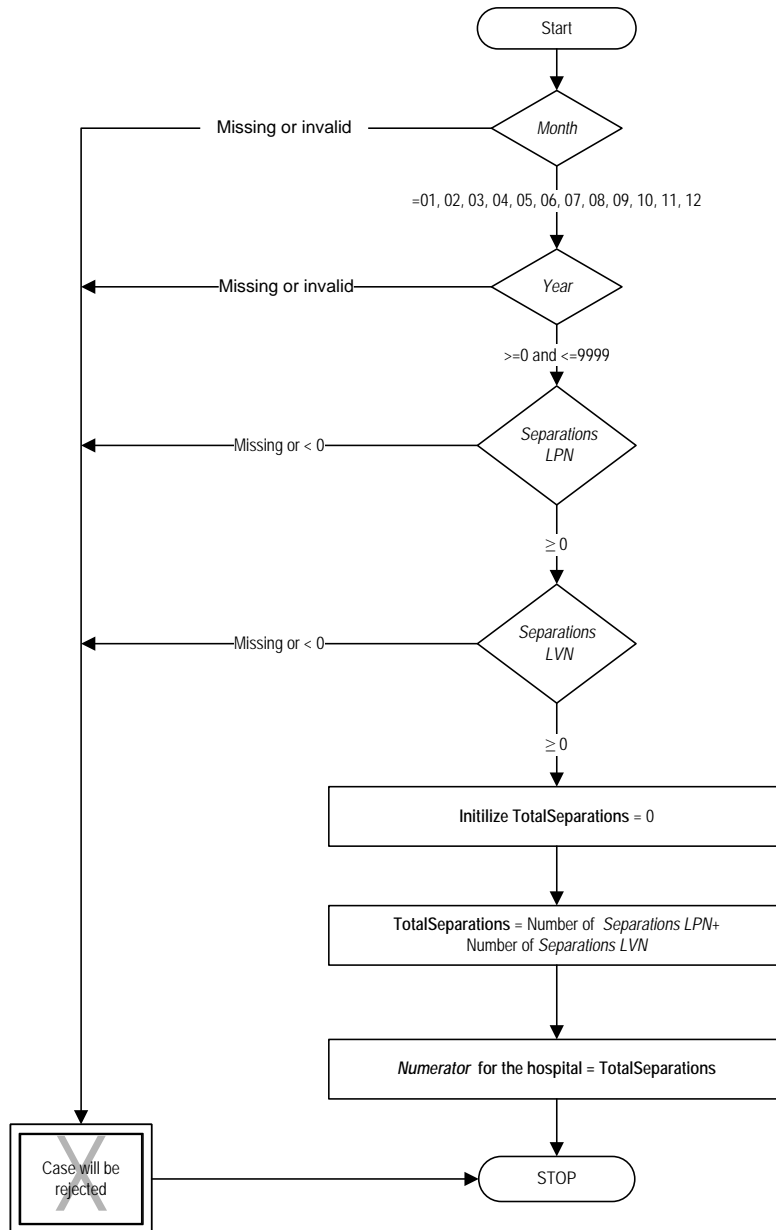 Start
Month
Missing or invalid
=01, 02, 03, 04, 05, 06, 07, 08, 09, 10, 11, 12
Year
Missing or invalid
>=0 and <=9999
Separations
LPN
Missing or < 0
≥ 0
Separations
LVN
Missing or < 0
≥ 0
Initilize TotalSeparations = 0
TotalSeparations = Number of Separations LPN+
Number of Separations LVN
Numerator for the hospital = TotalSeparations
X
Case will be
rejected
STOP